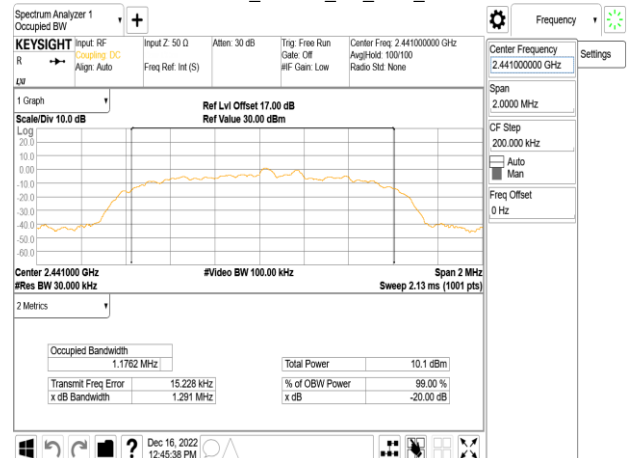 Spectrum Analyzer 1
Occupied BW
Frequency
KEYSIGHT
R
LXI
Input: RF
Coupling: DC
Align: Auto
Input Z: 50 Ω
Freq Ref: Int (S)
Atten: 30 dB
Trig: Free Run
Gate: Off
#IF Gain: Low
Center Freq: 2.441000000 GHz
Avg|Hold: 100/100
Radio Std: None
Center Frequency
2.441000000 GHz
Settings
Span
2.0000 MHz
CF Step
200.000 kHz
Auto
Man
Freq Offset
0 Hz
1 Graph
Scale/Div 10.0 dB
Ref Lvl Offset 17.00 dB
Ref Value 30.00 dBm
Log
20.0
10.0
0.00
-10.0
-20.0
-30.0
-40.0
-50.0
-60.0
Center 2.441000 GHz
#Res BW 30.000 kHz
#Video BW 100.00 kHz
Span 2 MHz
Sweep 2.13 ms (1001 pts)
2 Metrics
Occupied Bandwidth
1.1762 MHz
Total Power 10.1 dBm
Transmit Freq Error 15.228 kHz
% of OBW Power 99.00 %
x dB Bandwidth 1.291 MHz
x dB -20.00 dB
?
Dec 16, 2022
12:45:38 PM